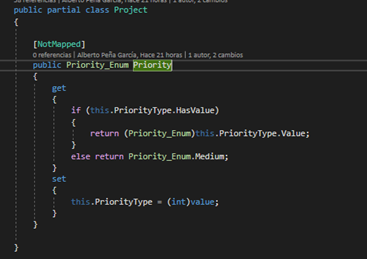 58 referencias | Alberto Peña García, Hace 21 horas | 1 autor, 2 cambios
public partial class Project
{
[NotMapped]
0 referencias | Alberto Peña García, Hace 21 horas | 1 autor, 2 cambios
public Priority_Enum Priority
{
get
{
if (this.PriorityType.HasValue)
{
return (Priority_Enum)this.PriorityType.Value;
}
else return Priority_Enum.Medium;
}
set
{
this.PriorityType = (int)value;
}
}
}